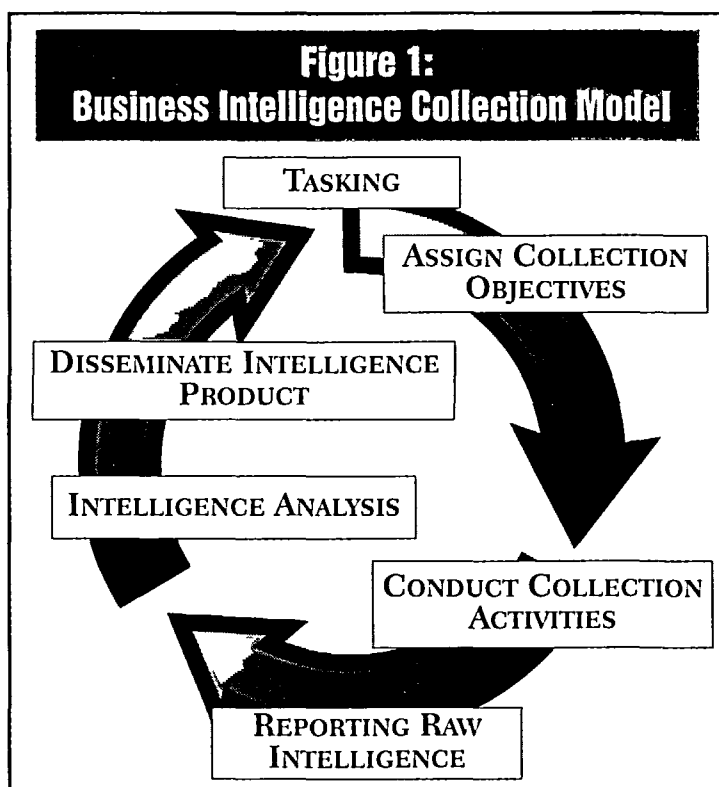 Figure 1:
Business Intelligence Collection Model
TASKING
ASSIGN COLLECTION
OBJECTIVES
CONDUCT COLLECTION
ACTIVITIES
REPORTING RAW
INTELLIGENCE
INTELLIGENCE ANALYSIS
DISSEMINATE INTELLIGENCE
PRODUCT